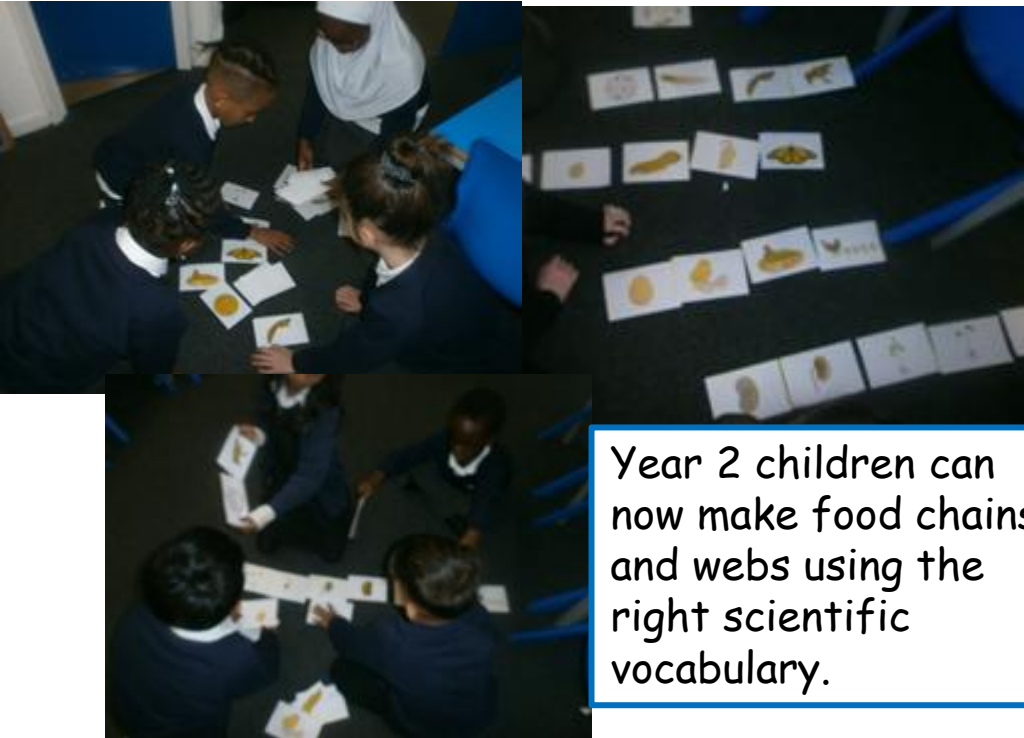 Year 2 children can
now make food chains
and webs using the
right scientific
vocabulary.